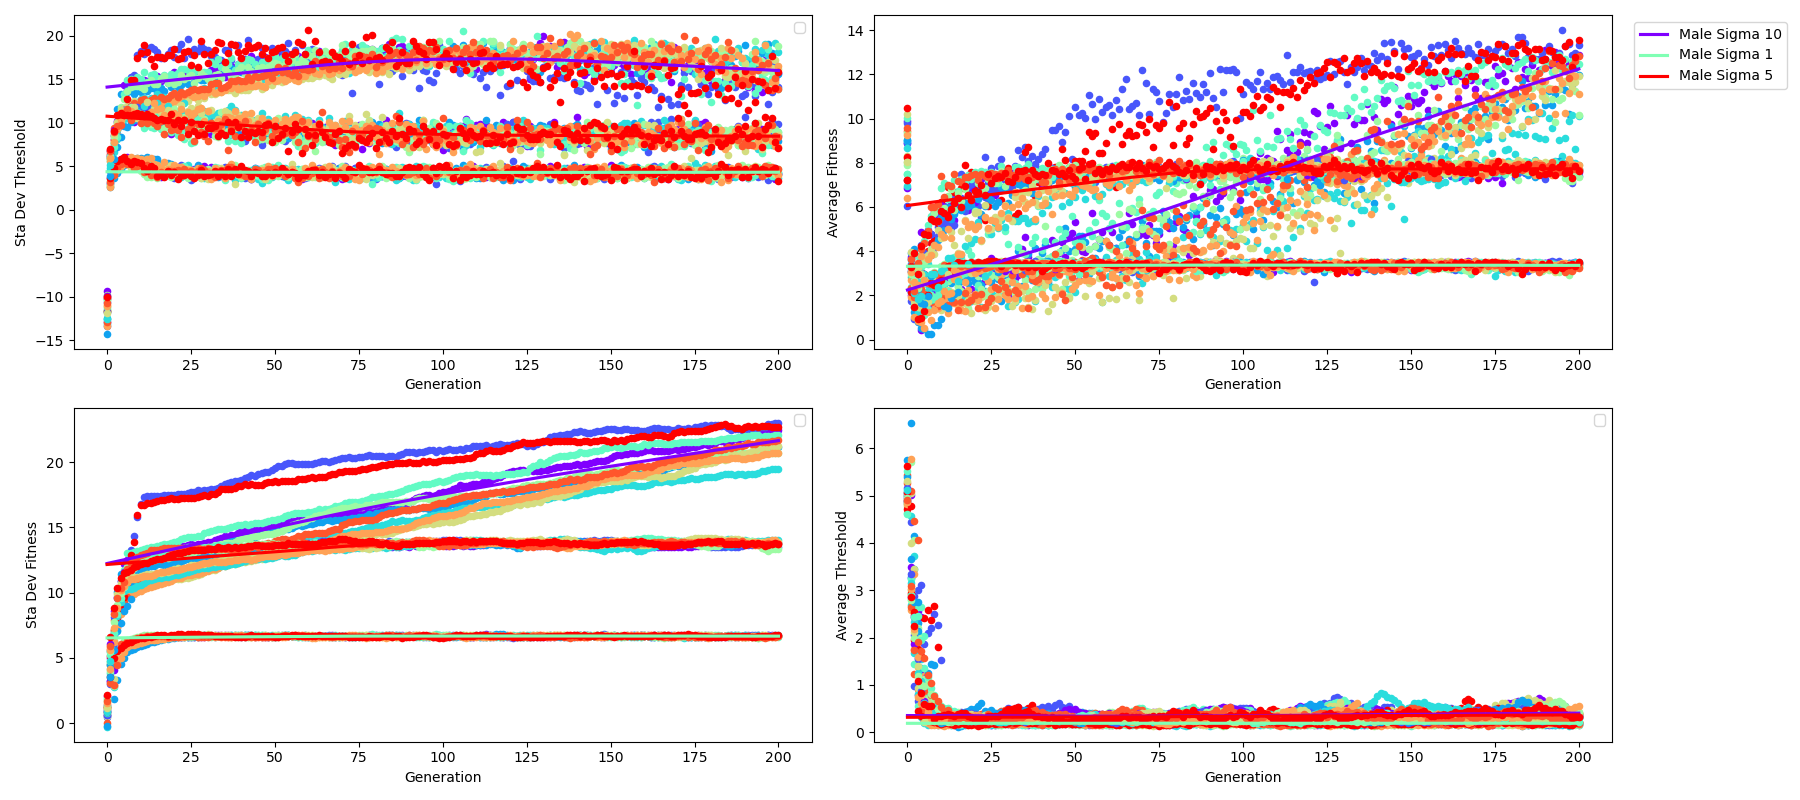 Sta Dev Threshold
20
15
10
5
0
−5
−10
−15
0 25 50 75 100 125 150 175 200
Generation
Average Fitness
14
12
10
8
6
4
2
0
0 25 50 75 100 125 150 175 200
Generation
Male Sigma 10
Male Sigma 1
Male Sigma 5
Sta Dev Fitness
20
15
10
5
0
0 25 50 75 100 125 150 175 200
Generation
Average Threshold
6
5
4
3
2
1
0
0 25 50 75 100 125 150 175 200
Generation